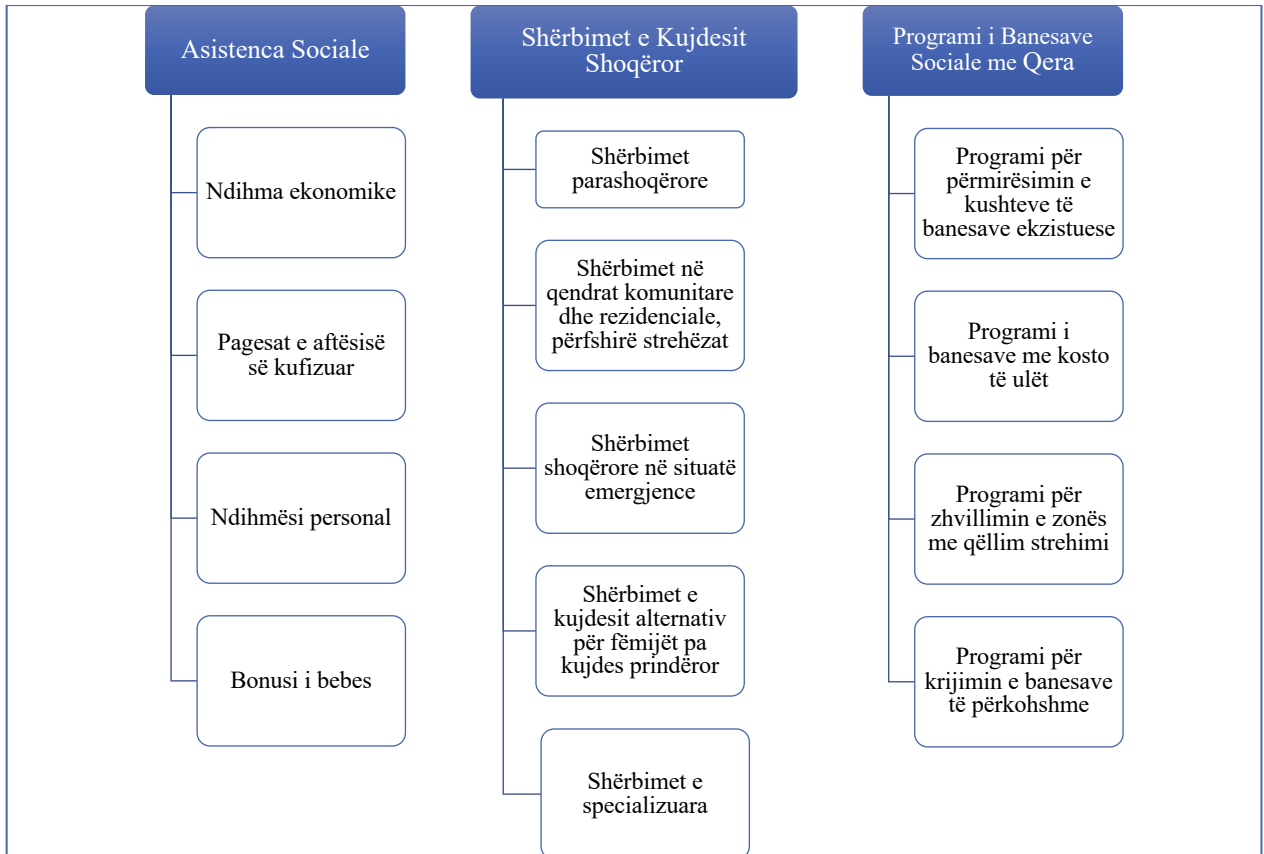 Asistenca Sociale
Ndihma ekonomike
Pagesat e aftësisë
së kufizuar
Ndihmësi personal
Bonusi i bebes
Shërbimet e Kujdesit
Shoqëror
Shërbimet
parashoqërore
Shërbimet në
qendrat komunitare
dhe rezidenciale,
përfshirë strehëzat
Shërbimet
shoqërore në situatë
emergjence
Shërbimet e
kujdesit alternativ
për fëmijët pa
kujdes prindëror
Shërbimet e
specializuara
Programi i Banesave
Sociale me Qera
Programi për
përmirësimin e
kushteve të
banesave ekzistuese
Programi i
banesave me kosto
të ulët
Programi për
zhvillimin e zonës
me qëllim strehimi
Programi për
krijimin e banesave
të përkohshme